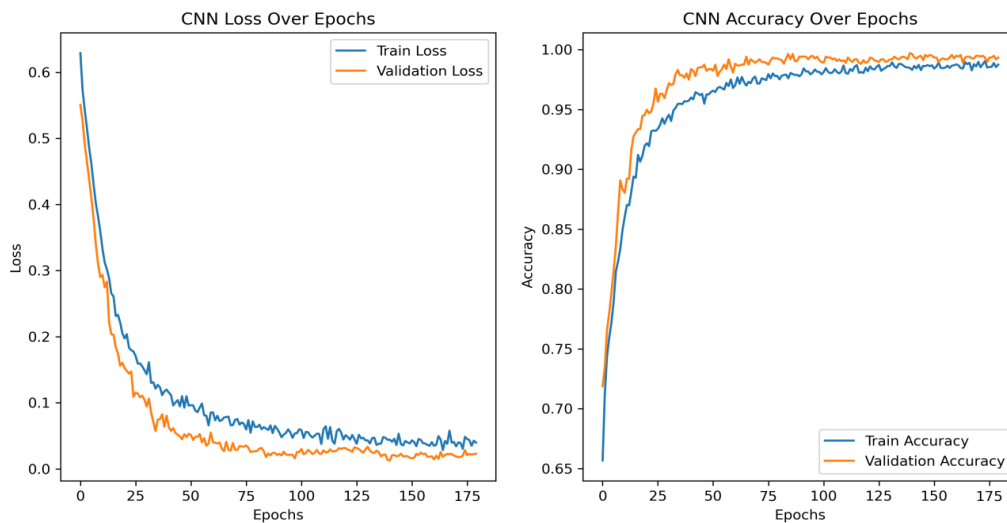 CNN Loss Over Epochs
Train Loss
Validation Loss
0.6
0.5
0.4
0.3
0.2
0.1
0.0
Loss
0 25 50 75 100 125 150 175
Epochs
CNN Accuracy Over Epochs
1.00
0.95
0.90
0.85
0.80
0.75
0.70
0.65
Accuracy
Train Accuracy
Validation Accuracy
0 25 50 75 100 125 150 175
Epochs